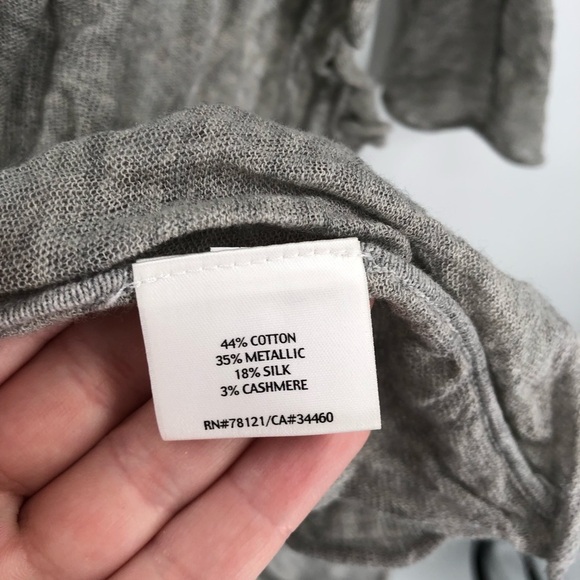 44% COTTON
35% METALLIC
18% SILK
3% CASHMERE
RN#78121/CA#34460